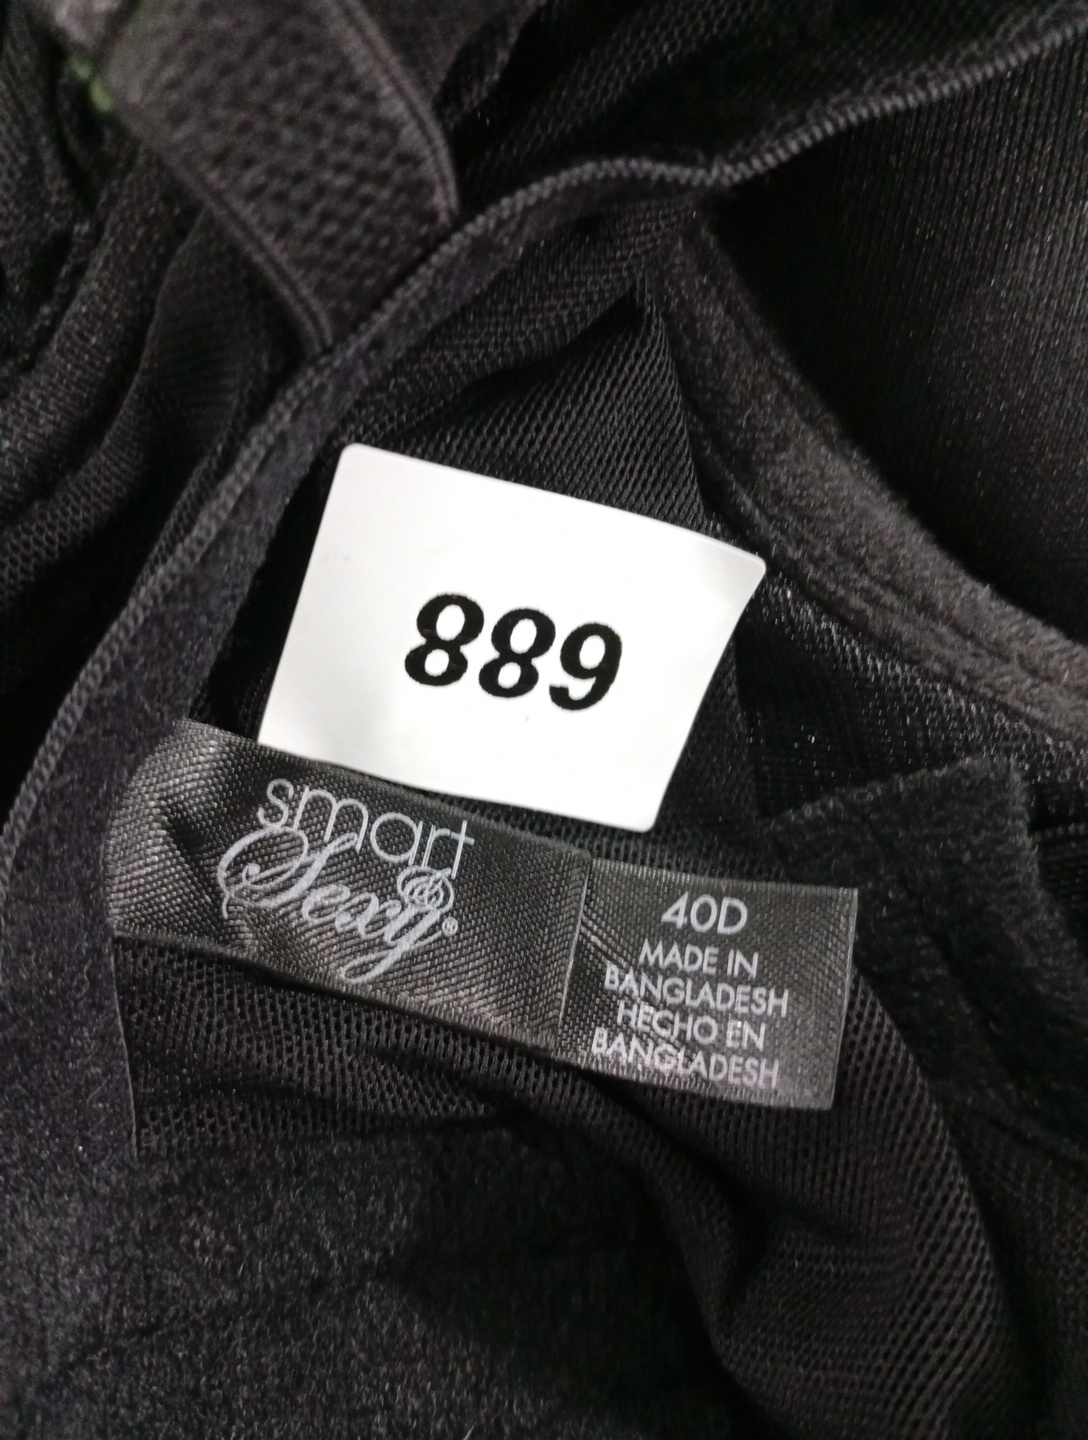 889
smart
& Sexy®
40D
MADE IN
BANGLADESH
HECHO EN
BANGLADESH